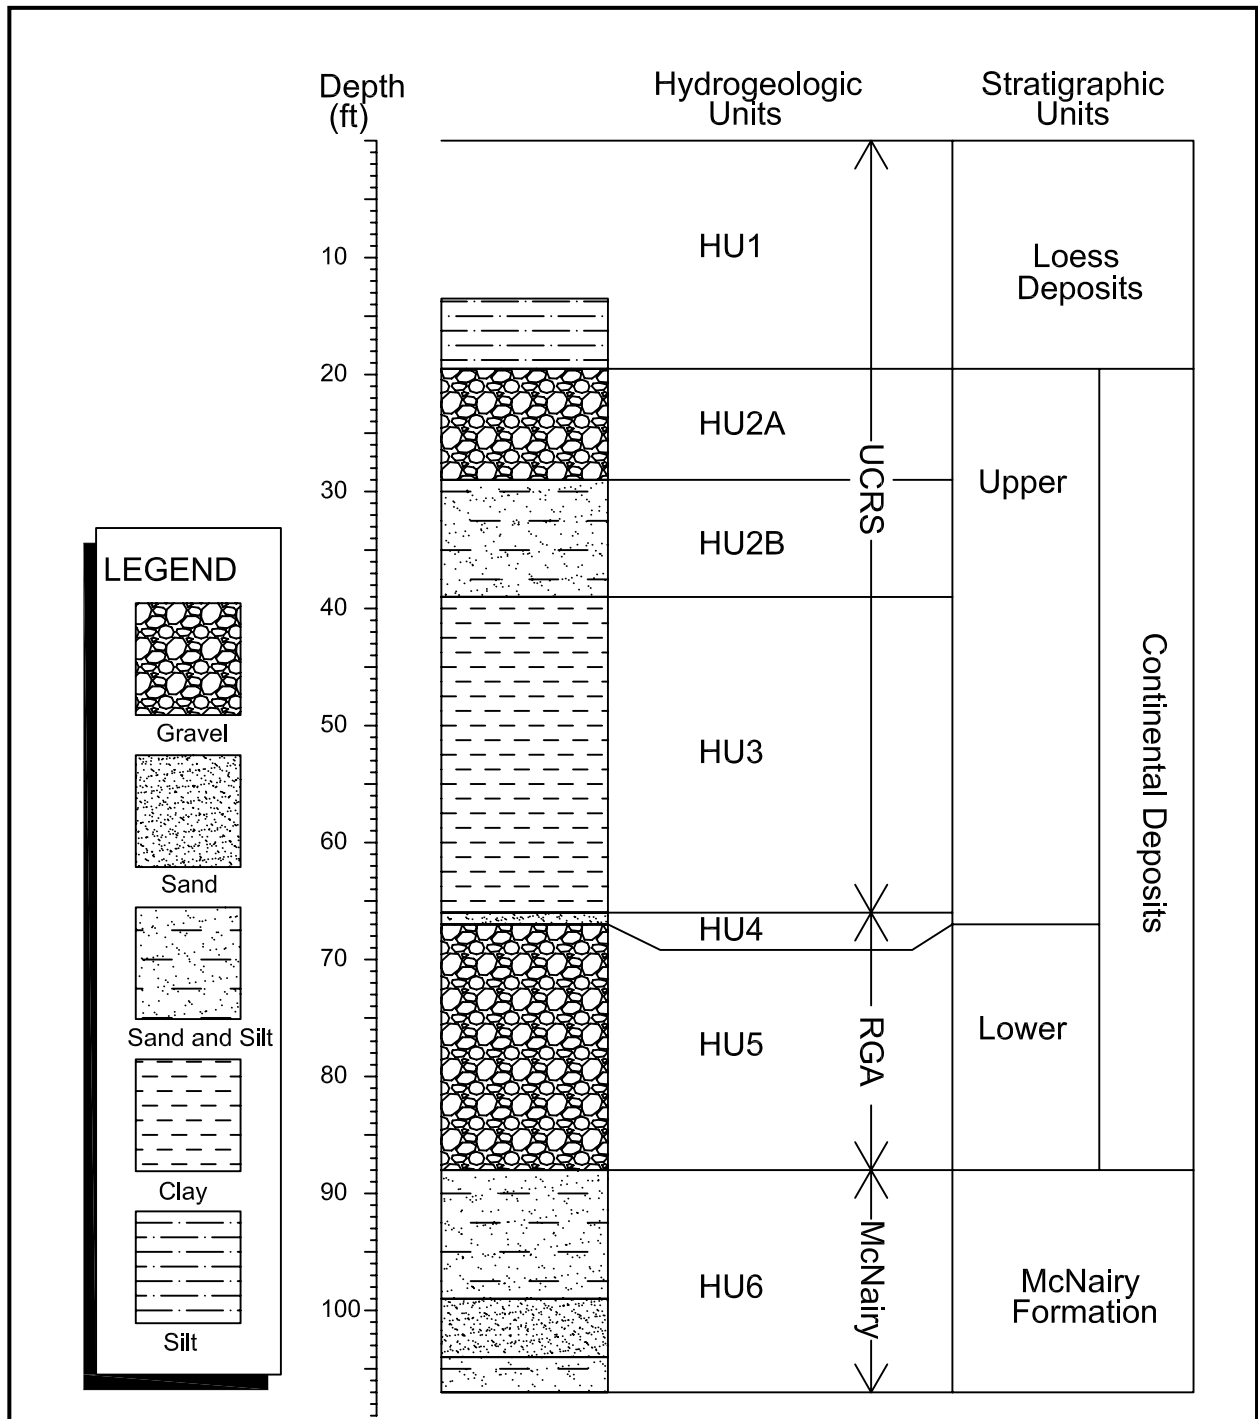 Depth
(ft)
Hydrogeologic
Units
Stratigraphic
Units
10
20
30
40
50
60
70
80
90
100
HU1
HU2A
HU2B
HU3
HU4
HU5
HU6
UCRS
RGA
McNairy
Loess
Deposits
Upper
Lower
Continental Deposits
McNairy
Formation
LEGEND
Gravel
Sand
Sand and Silt
Clay
Silt